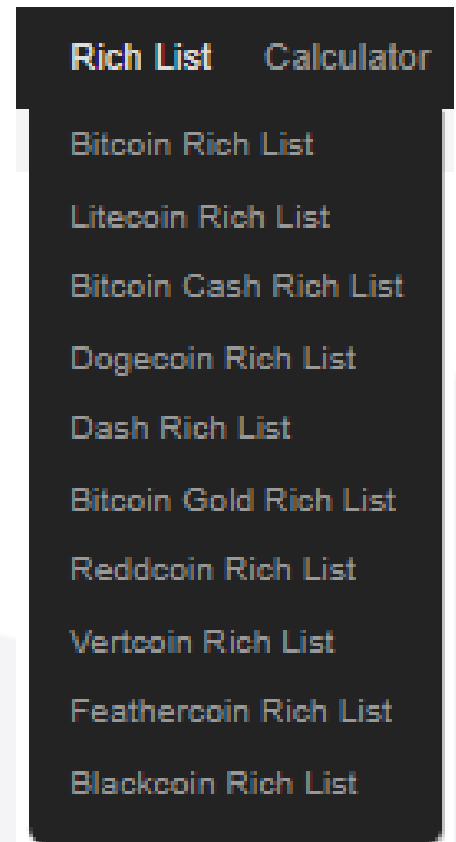 Rich List Calculator
Bitcoin Rich List
Litecoin Rich List
Bitcoin Cash Rich List
Dogecoin Rich List
Dash Rich List
Bitcoin Gold Rich List
Reddcoin Rich List
Vertcoin Rich List
Feathercoin Rich List
Blackcoin Rich List